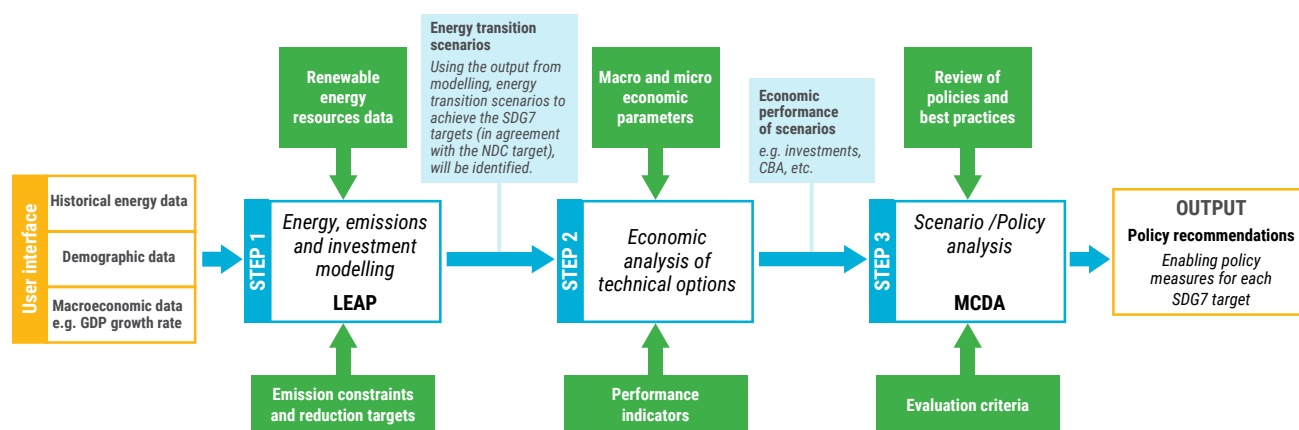 User interface
Historical energy data
Demographic data
Macroeconomic data
e.g. GDP growth rate
Renewable
energy
resources data
STEP 1
Energy, emissions
and investment
modelling
LEAP
Emission constraints
and reduction targets
Energy transition
scenarios
Using the output from
modelling, energy
transition scenarios to
achieve the SDG7
targets (in agreement
with the NDC target),
will be identified.
Macro and micro
economic
parameters
STEP 2
Economic
analysis of
technical options
Performance
indicators
Economic
performance
of scenarios
e.g. investments,
CBA, etc.
Review of
policies and
best practices
STEP 3
Scenario /Policy
analysis
MCDA
Evaluation criteria
OUTPUT
Policy recommendations
Enabling policy
measures for each
SDG7 target